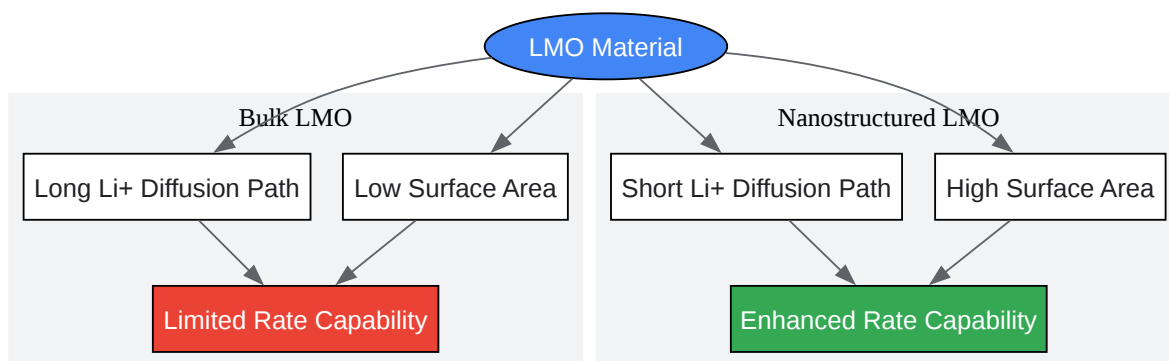 LMO Material
Bulk LMO
Nanostructured LMO
Long Li+ Diffusion Path
Low Surface Area
Short Li+ Diffusion Path
High Surface Area
Limited Rate Capability
Enhanced Rate Capability